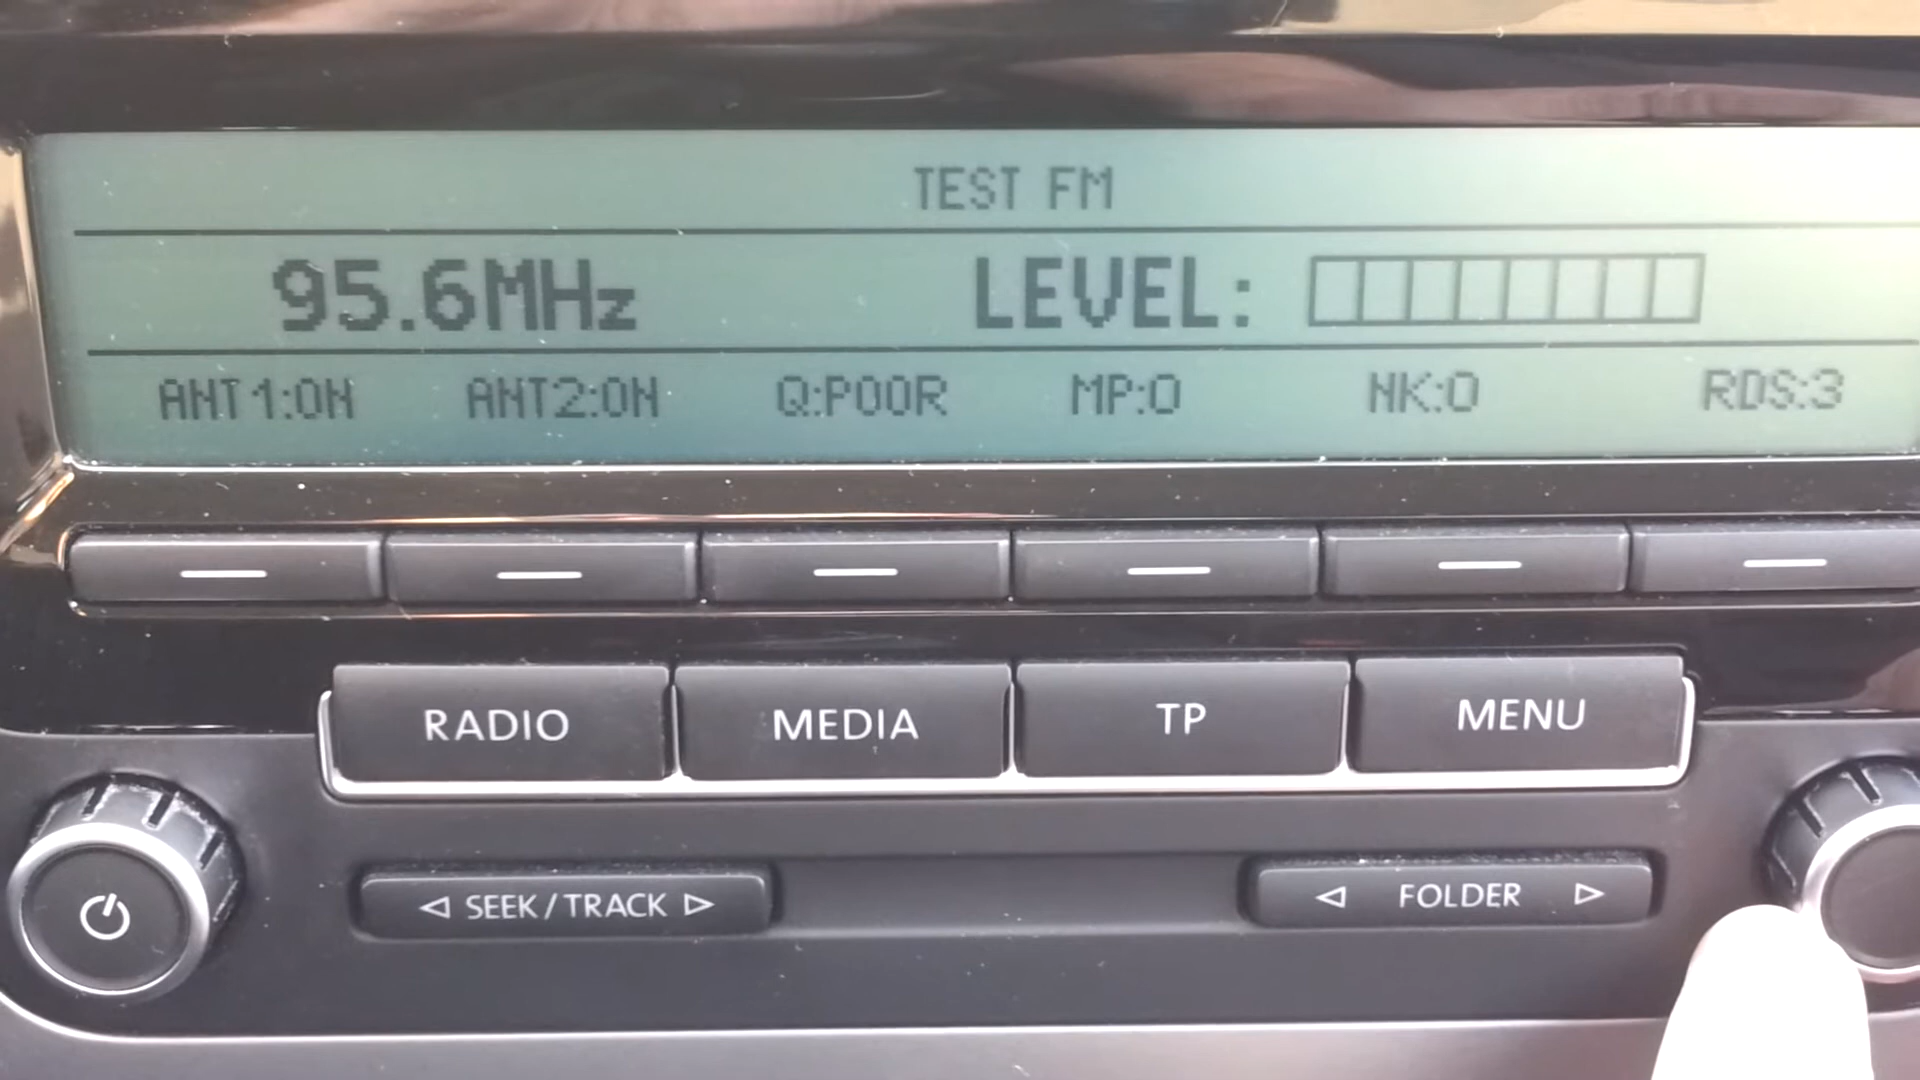 TEST FM
95.6MHz LEVEL:
ANT1:ON ANT2:ON Q:POOR MP:0 NK:0 RDS:3
RADIO MEDIA TP MENU
SEEK/TRACK FOLDER